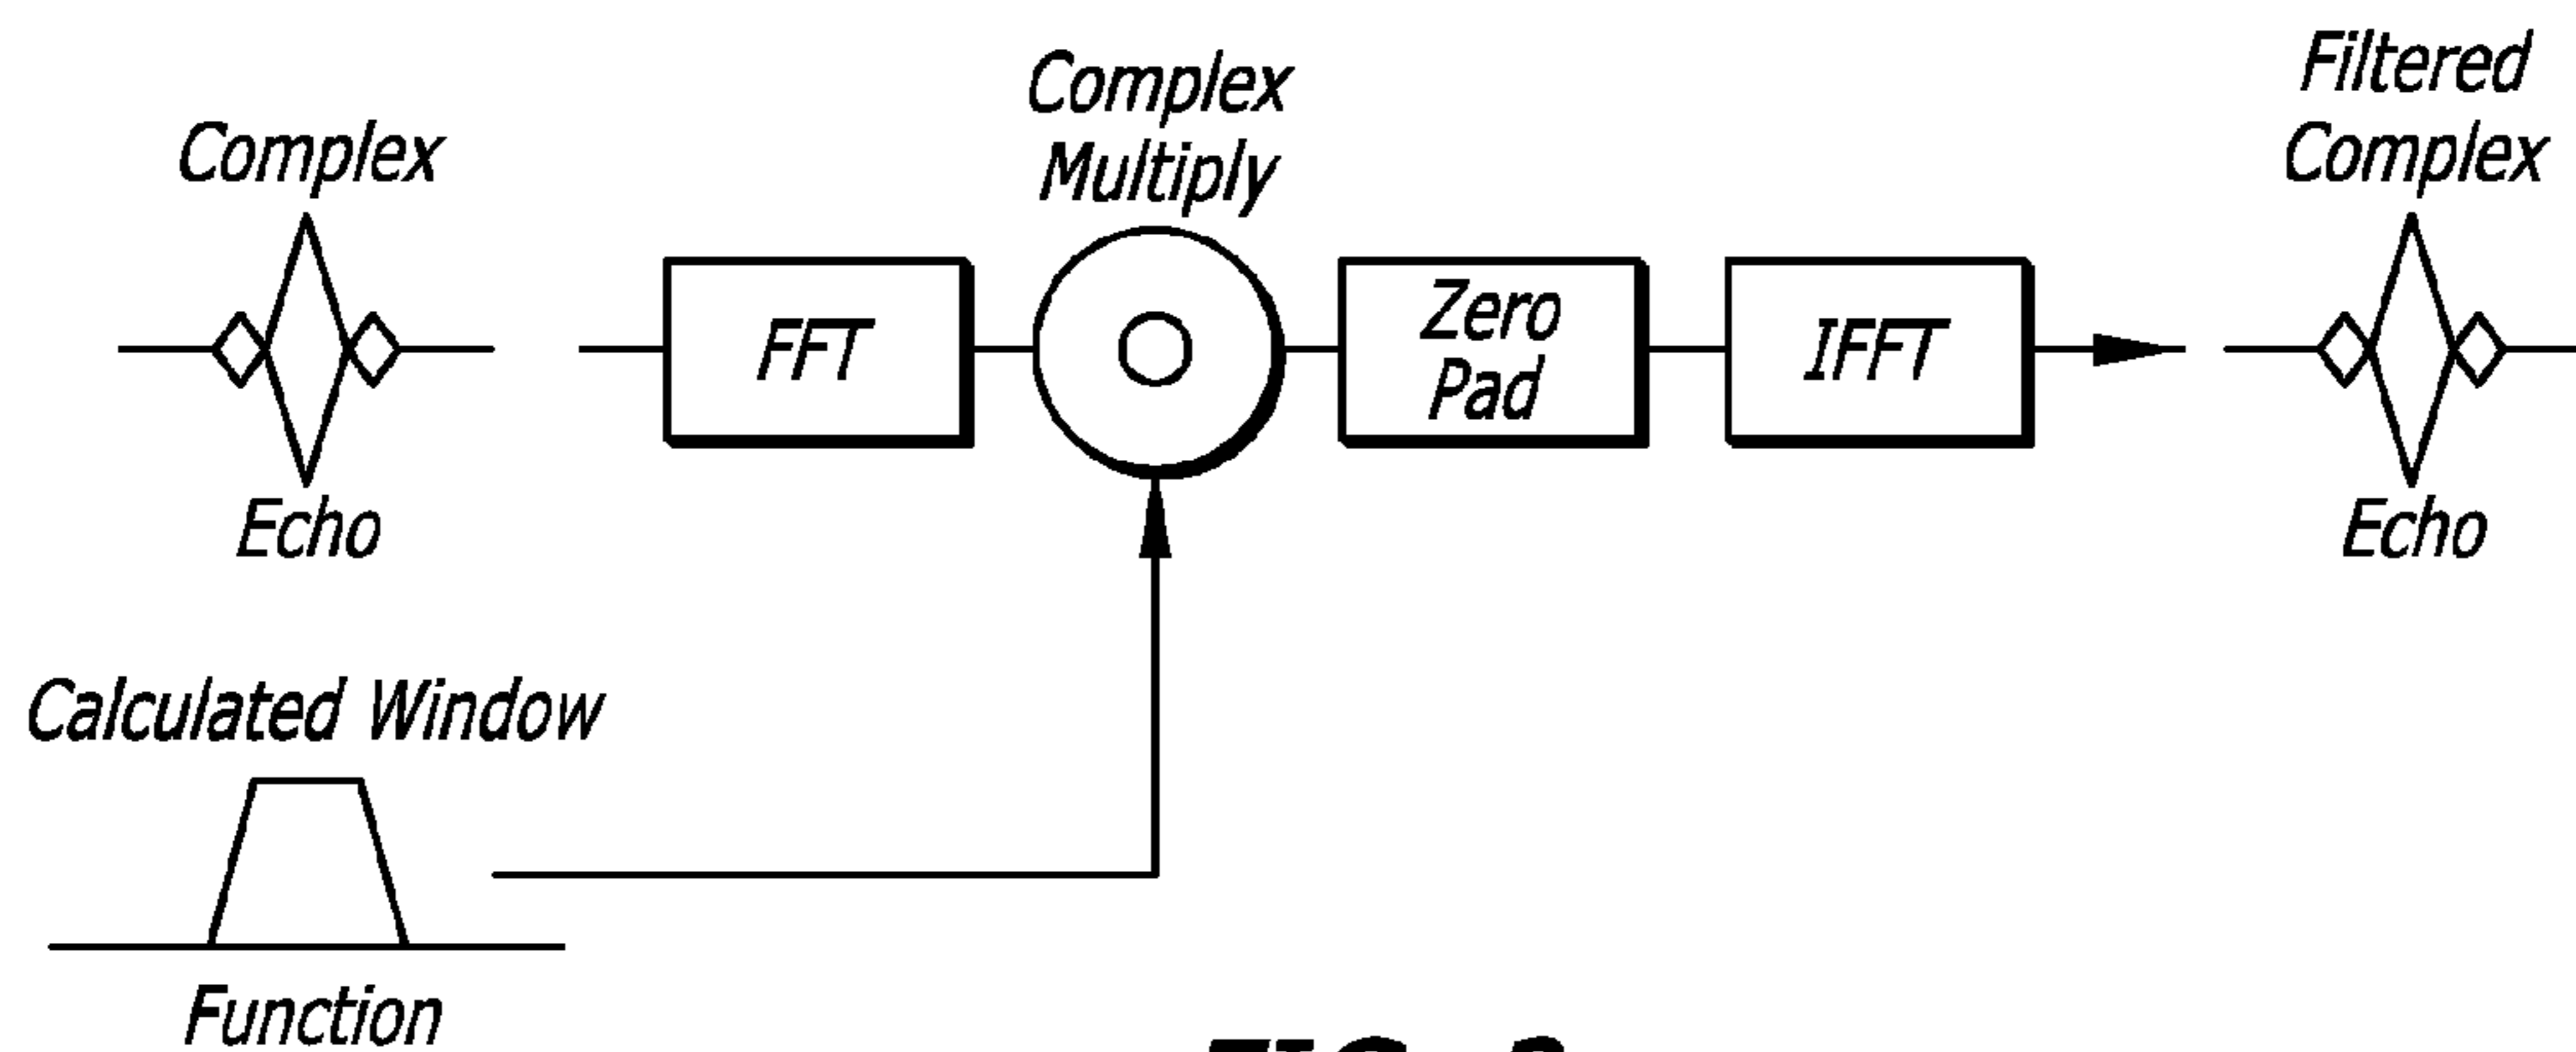 Complex
Echo
FFT
Complex
Multiply
Zero
Pad
IFFT
Filtered
Complex
Echo
Calculated Window
Function